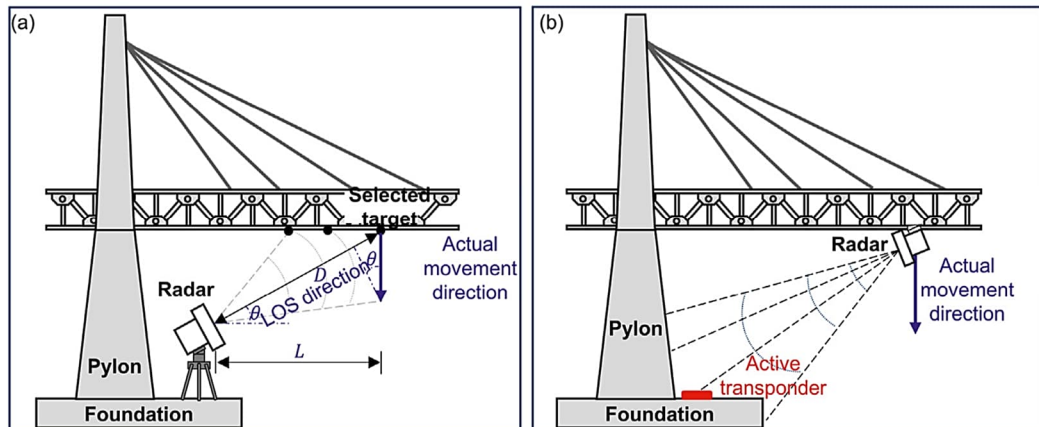 (a)
Selected
target
Actual
movement
direction
Radar
D
θ
θ
LOS direction
L
Pylon
Foundation
(b)
Radar
Actual
movement
direction
Pylon
Active
transponder
Foundation